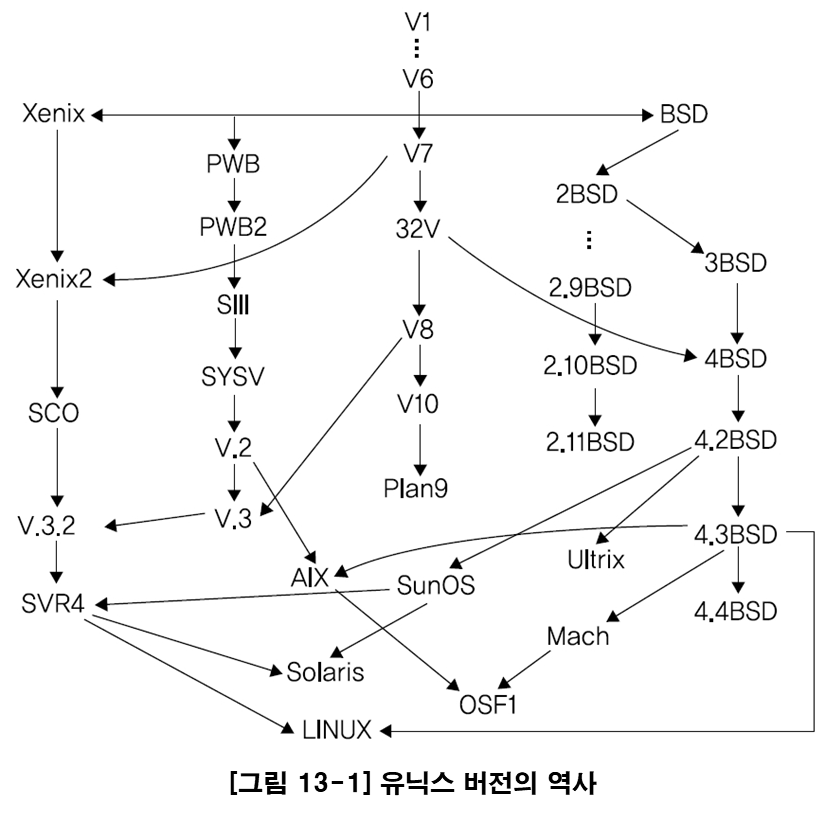 V1
V6
Xenix
BSD
PWB
V7
2BSD
PWB2
32V
3BSD
Xenix2
2.9BSD
SIII
V8
4BSD
SYSV
2.10BSD
V10
SCO
V.2
2.11BSD
4.2BSD
Plan9
V.3.2
V.3
4.3BSD
Ultrix
AIX
SunOS
SVR4
4.4BSD
Mach
Solaris
OSF1
LINUX
[그림 13-1] 유닉스 버전의 역사